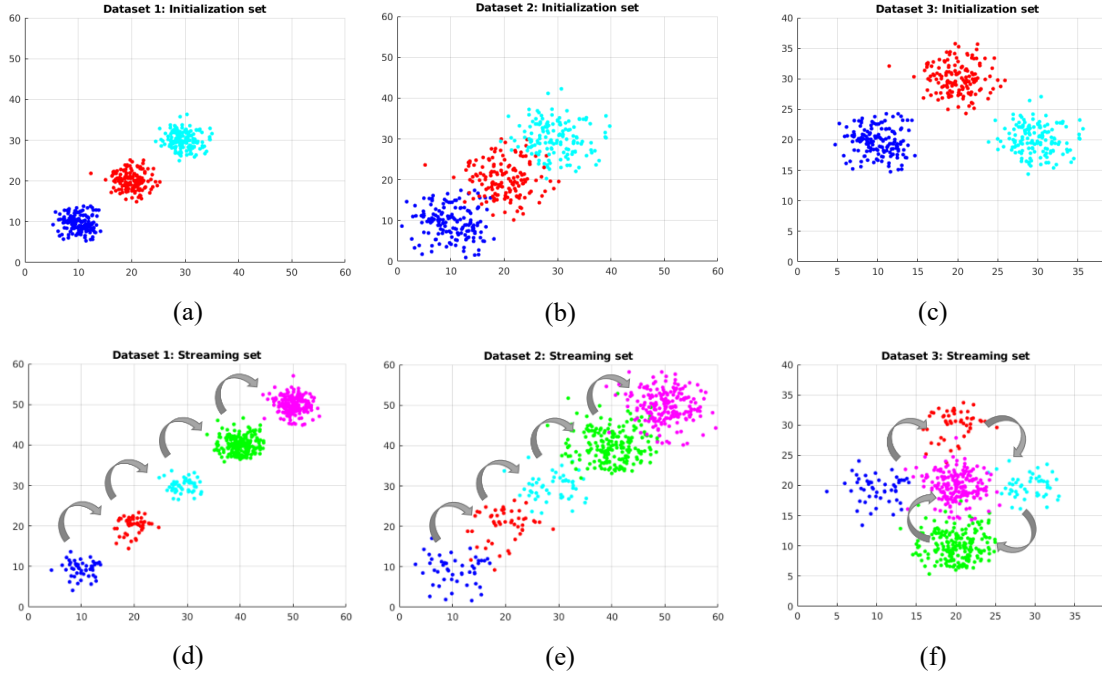 Dataset 1: Initialization set
60
50
40
30
20
10
0
0 10 20 30 40 50 60
(a)
Dataset 2: Initialization set
60
50
40
30
20
10
0
0 10 20 30 40 50 60
(b)
Dataset 3: Initialization set
40
35
30
25
20
15
10
5
0
0 5 10 15 20 25 30 35
(c)
Dataset 1: Streaming set
60
50
40
30
20
10
0
0 10 20 30 40 50 60
(d)
Dataset 2: Streaming set
60
50
40
30
20
10
0
0 10 20 30 40 50 60
(e)
Dataset 3: Streaming set
40
35
30
25
20
15
10
5
0
0 5 10 15 20 25 30 35
(f)